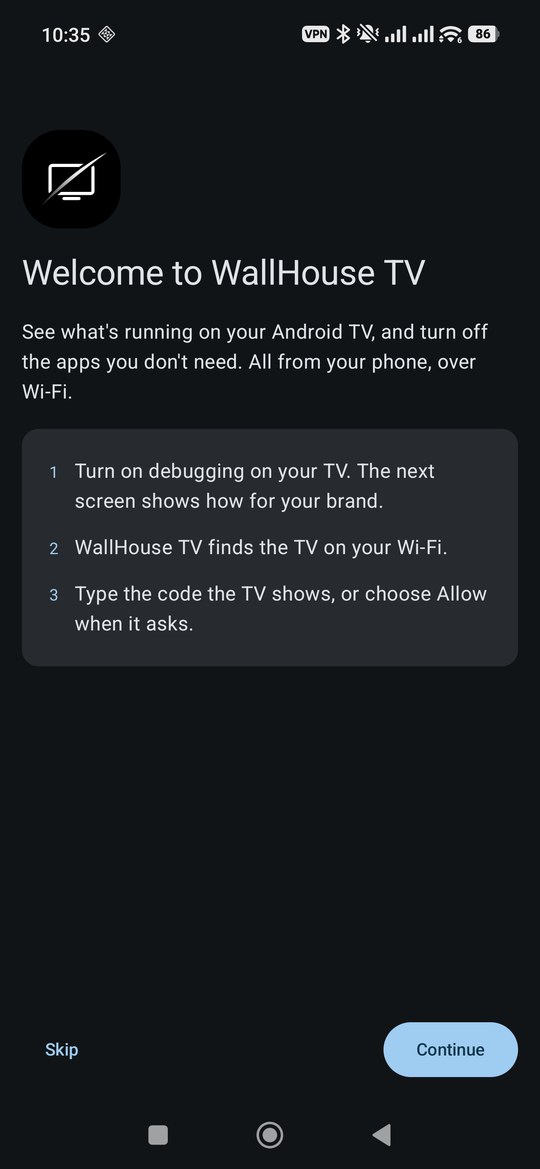 10:35
VPN
6
86
Welcome to WallHouse TV
See what's running on your Android TV, and turn off
the apps you don't need. All from your phone, over
Wi-Fi.
1 Turn on debugging on your TV. The next
screen shows how for your brand.
2 WallHouse TV finds the TV on your Wi-Fi.
3 Type the code the TV shows, or choose Allow
when it asks.
Skip
Continue